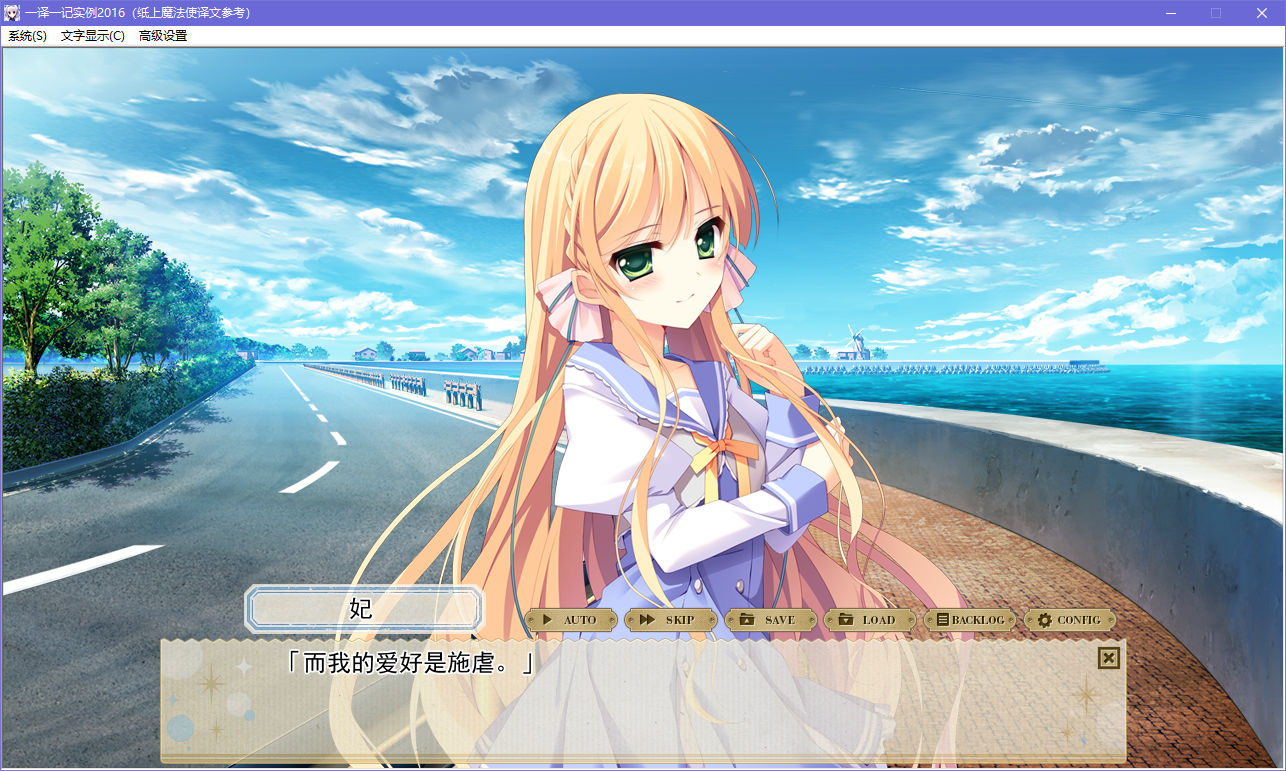 一译一记实例2016（纸上魔法使译文参考）
系统(S) 文字显示(C) 高级设置
妃
AUTO SKIP SAVE LOAD BACKLOG CONFIG
「而我的爱好是施虐。」